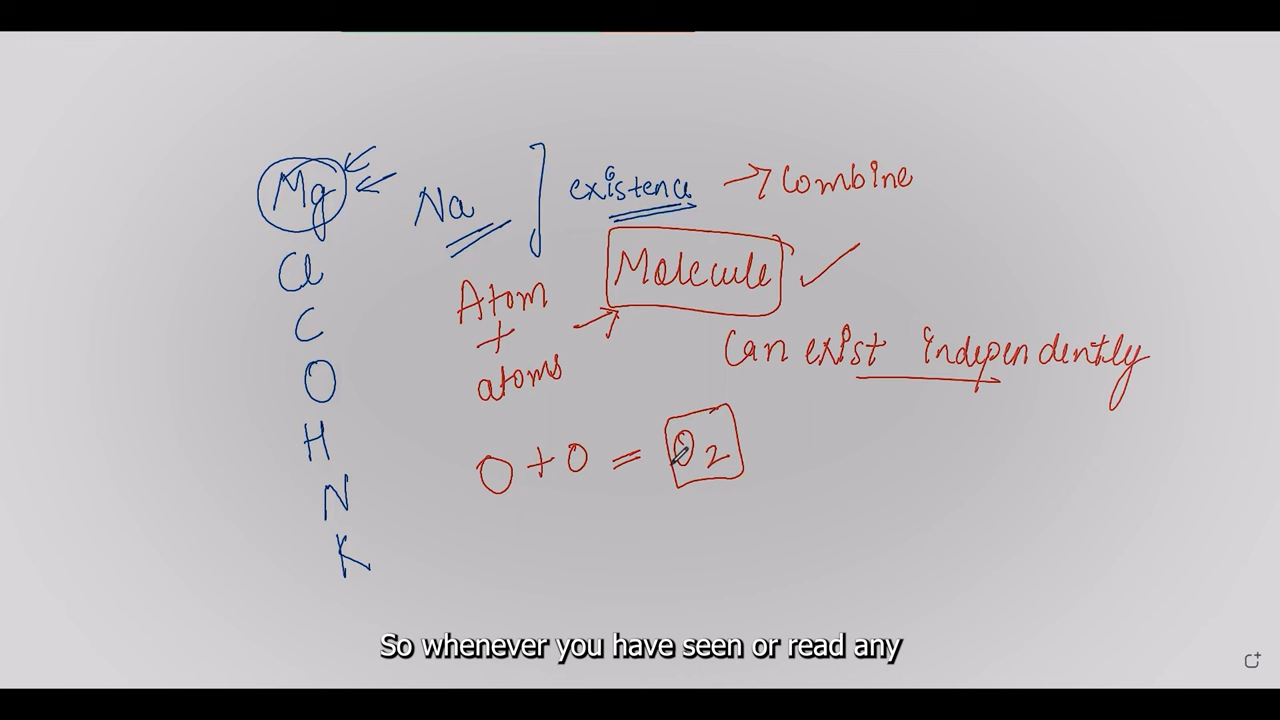 Mg
Na ] existence → Combine
Cl
Atom
+
atoms → Molecule ✓
C
Can exist independently
O
O + O = O2
H
N
K
So whenever you have seen or read any